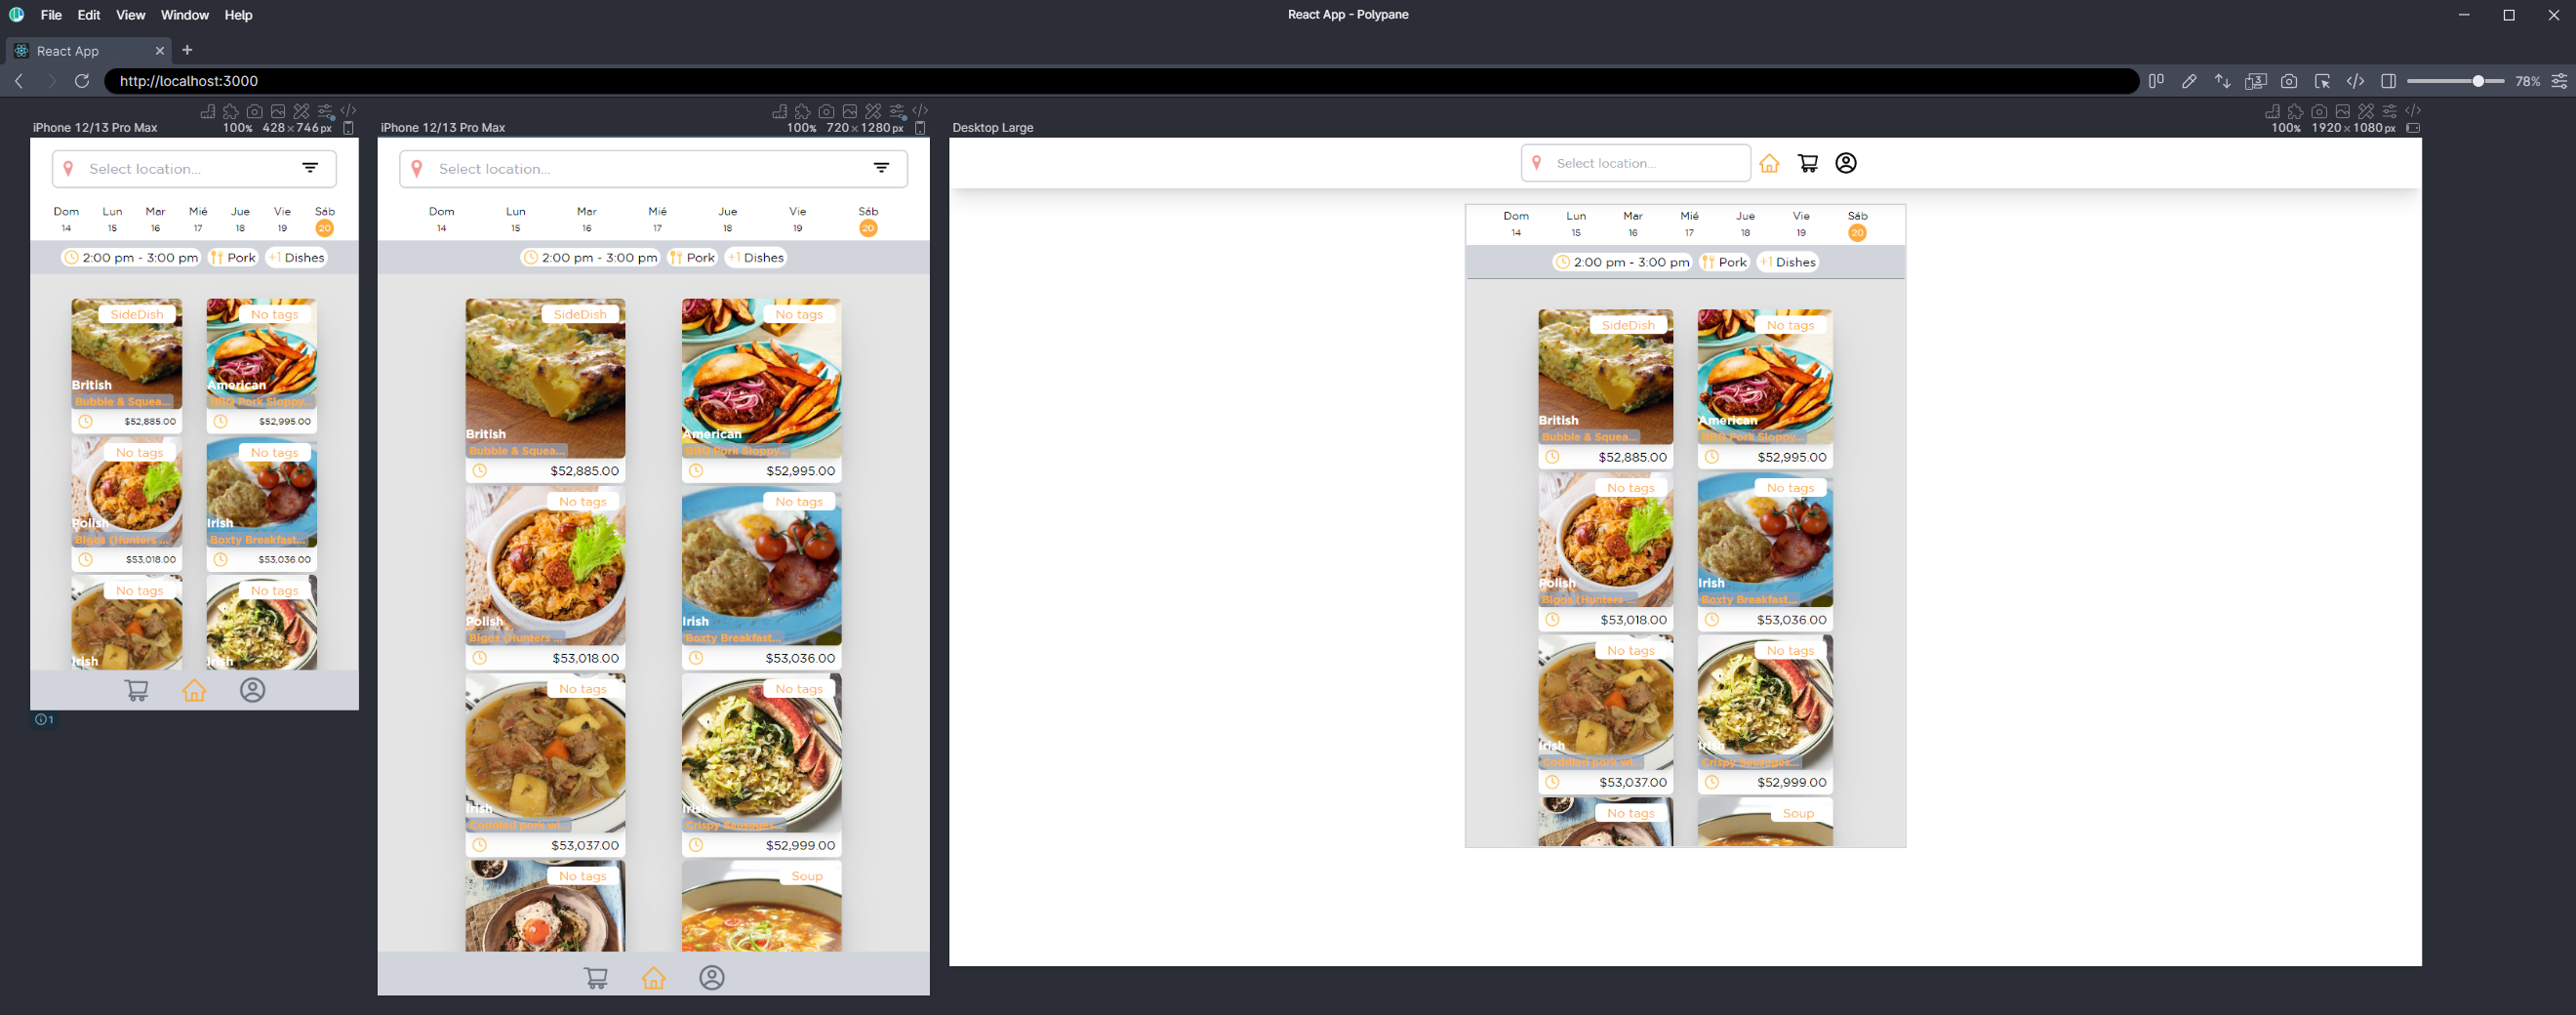 File Edit View Window Help
React App - Polypane
React App
http://localhost:3000
78%
iPhone 12/13 Pro Max
100% 428×746px
Select location...
Dom Lun Mar Mié Jue Vie Sáb
14 15 16 17 18 19 20
2:00 pm - 3:00 pm Pork +1 Dishes
SideDish No tags
British American
Bubble & Squea... BBQ Pork Sloppy...
$52,885.00 $52,995.00
No tags No tags
Polish Irish
Bigos (Hunters ... Boxty Breakfast...
$53,018.00 $53,036.00
No tags No tags
Irish Irish
1
iPhone 12/13 Pro Max
100% 720×1280px
Select location...
Dom Lun Mar Mié Jue Vie Sáb
14 15 16 17 18 19 20
2:00 pm - 3:00 pm Pork +1 Dishes
SideDish No tags
British American
Bubble & Squea... BBQ Pork Sloppy...
$52,885.00 $52,995.00
No tags No tags
Polish Irish
Bigos (Hunters ... Boxty Breakfast...
$53,018.00 $53,036.00
No tags No tags
Irish Irish
Coddled pork wi... Crispy Sausages...
$53,037.00 $52,999.00
No tags Soup
Desktop Large
100% 1920×1080px
Select location...
Dom Lun Mar Mié Jue Vie Sáb
14 15 16 17 18 19 20
2:00 pm - 3:00 pm Pork +1 Dishes
SideDish No tags
British American
Bubble & Squea... BBQ Pork Sloppy...
$52,885.00 $52,995.00
No tags No tags
Polish Irish
Bigos (Hunters ... Boxty Breakfast...
$53,018.00 $53,036.00
No tags No tags
Irish Irish
Coddled pork wi... Crispy Sausages...
$53,037.00 $52,999.00
No tags Soup